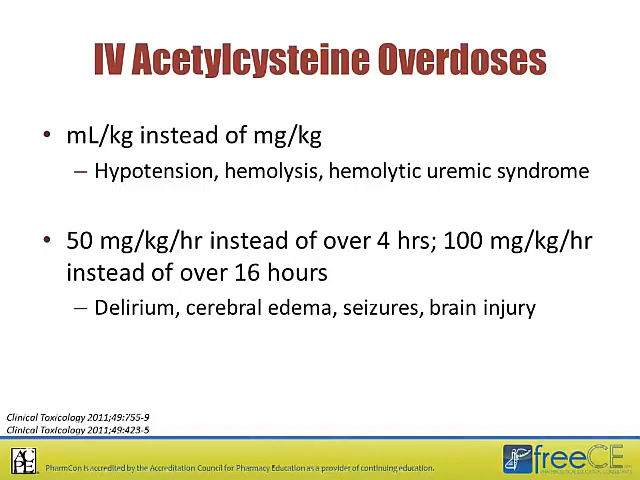 IV Acetylcysteine Overdoses
• mL/kg instead of mg/kg
– Hypotension, hemolysis, hemolytic uremic syndrome
• 50 mg/kg/hr instead of over 4 hrs; 100 mg/kg/hr
instead of over 16 hours
– Delirium, cerebral edema, seizures, brain injury
Clinical Toxicology 2011;49:755-9
Clinical Toxicology 2011;49:423-5
PharmCon is accredited by the Accreditation Council for Pharmacy Education as a provider of continuing education.
freeCE